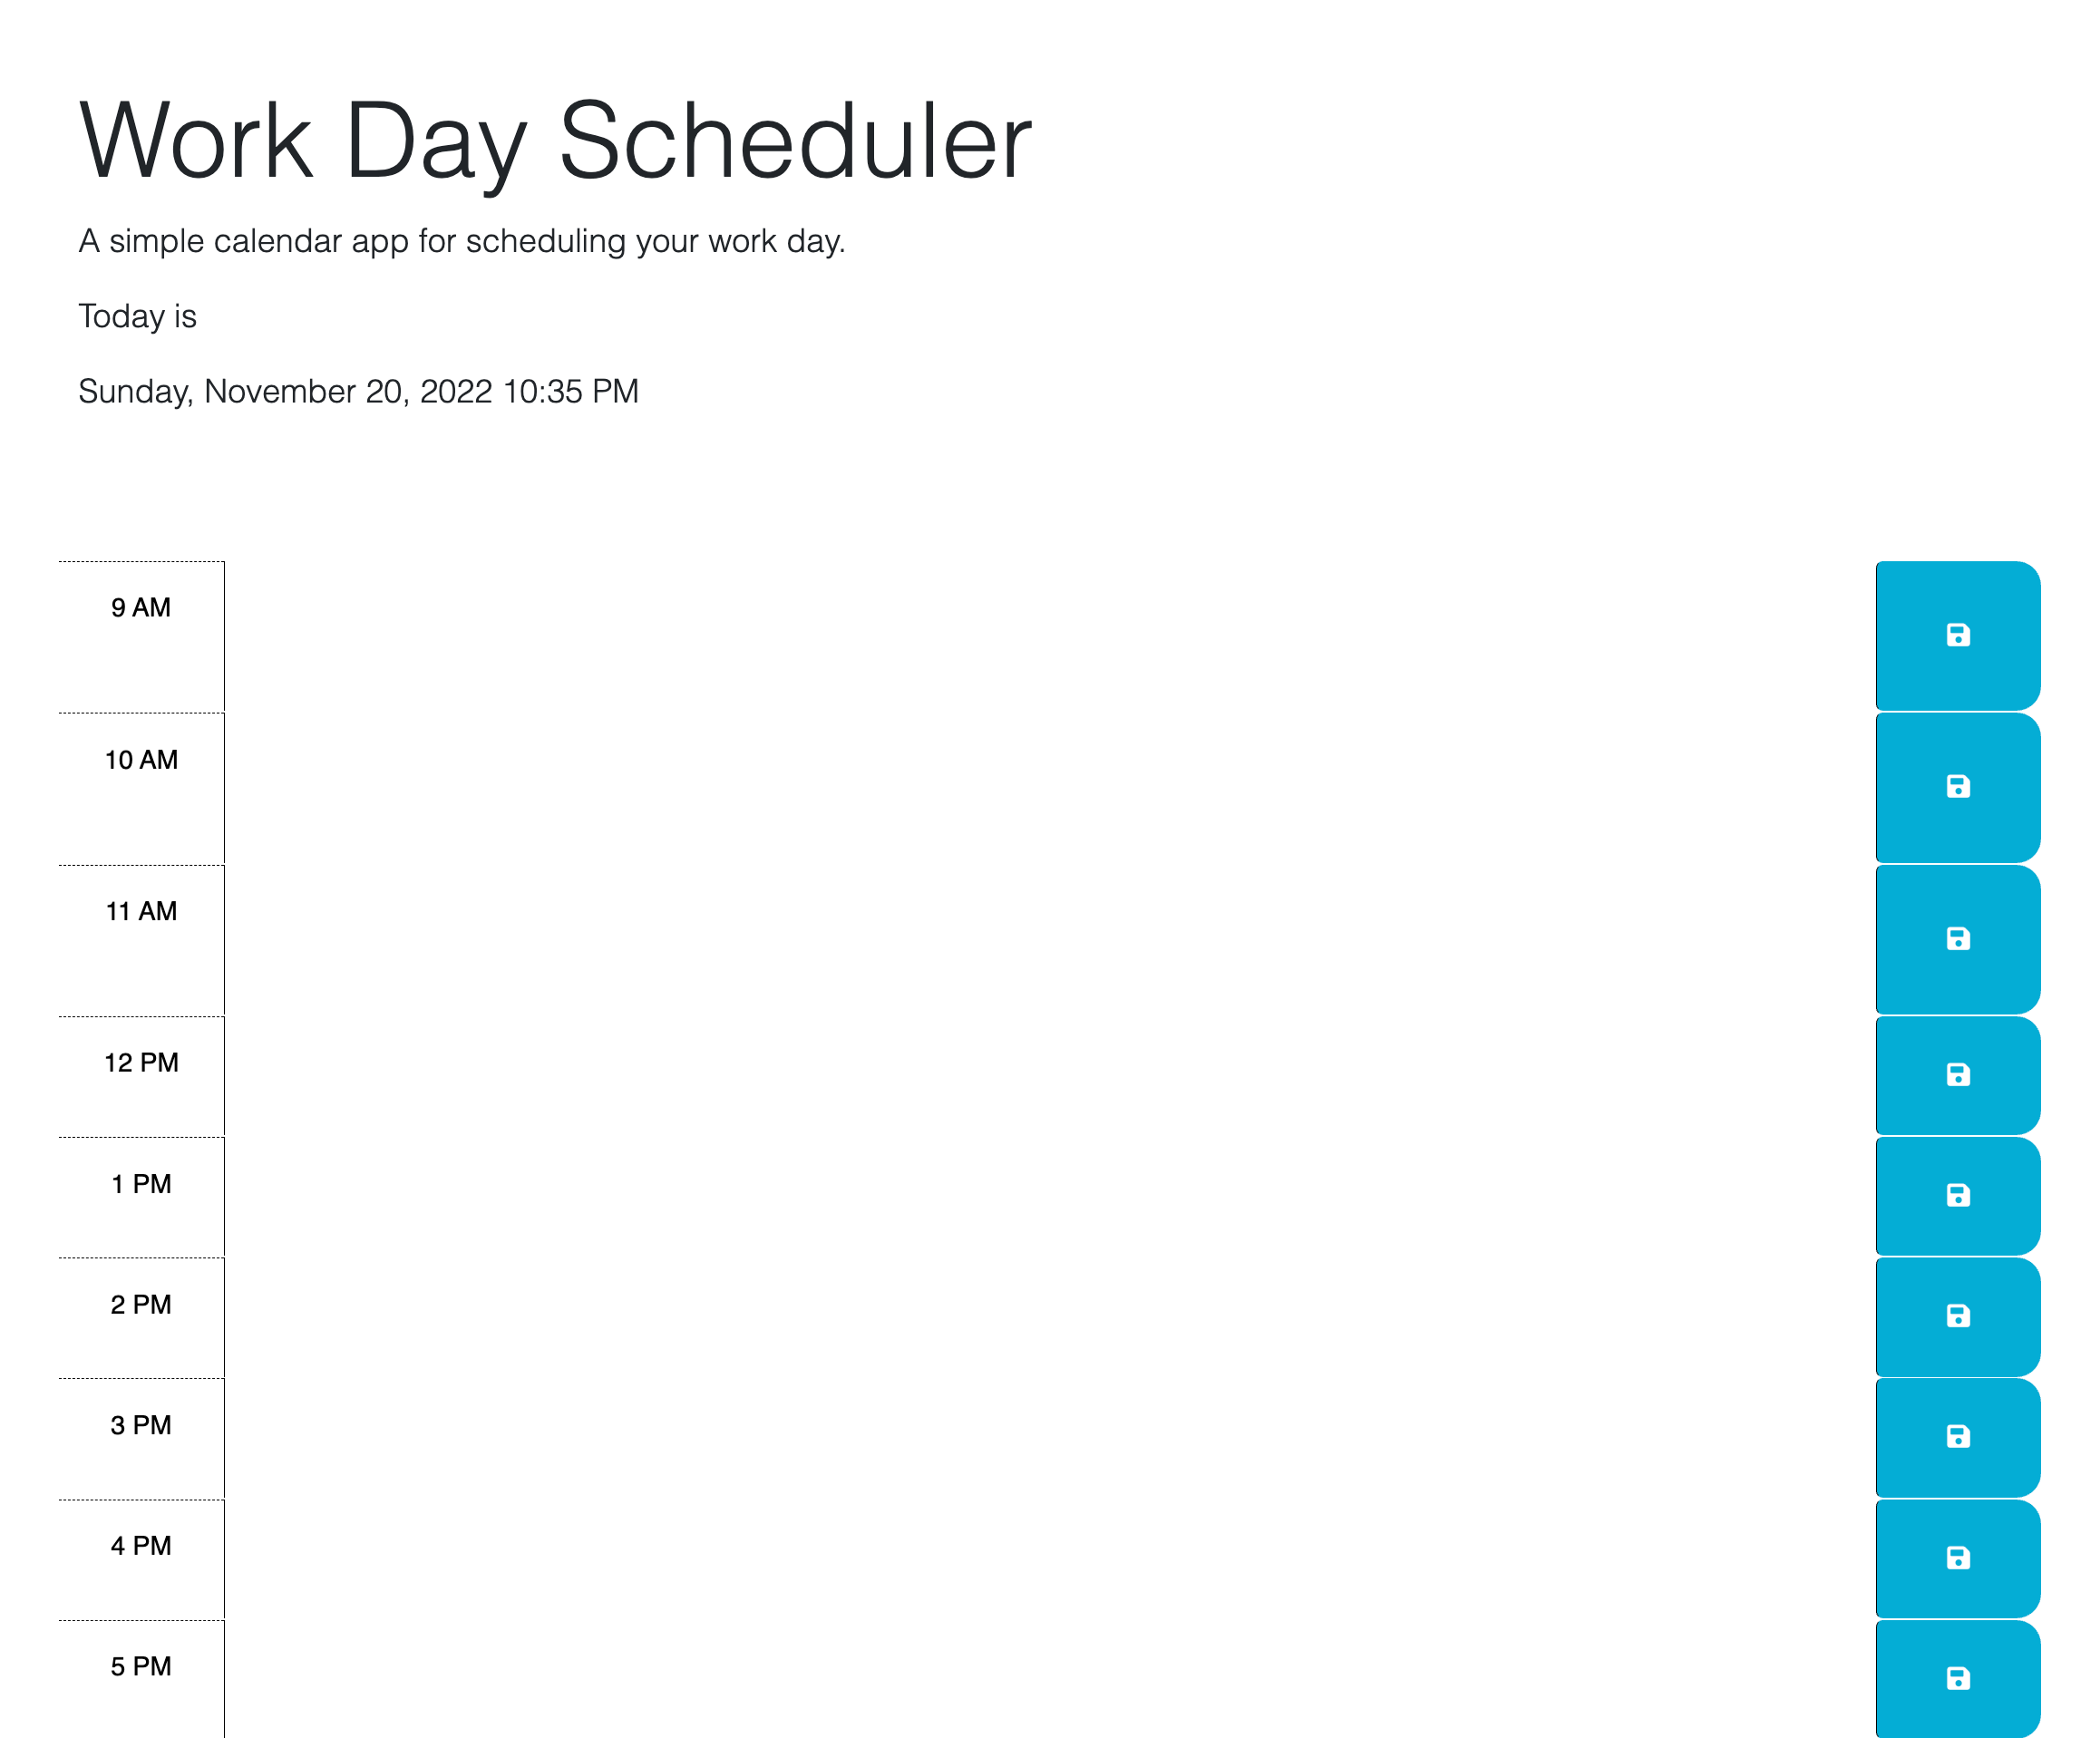 Work Day Scheduler
A simple calendar app for scheduling your work day.
Today is
Sunday, November 20, 2022 10:35 PM
9 AM
10 AM
11 AM
12 PM
1 PM
2 PM
3 PM
4 PM
5 PM